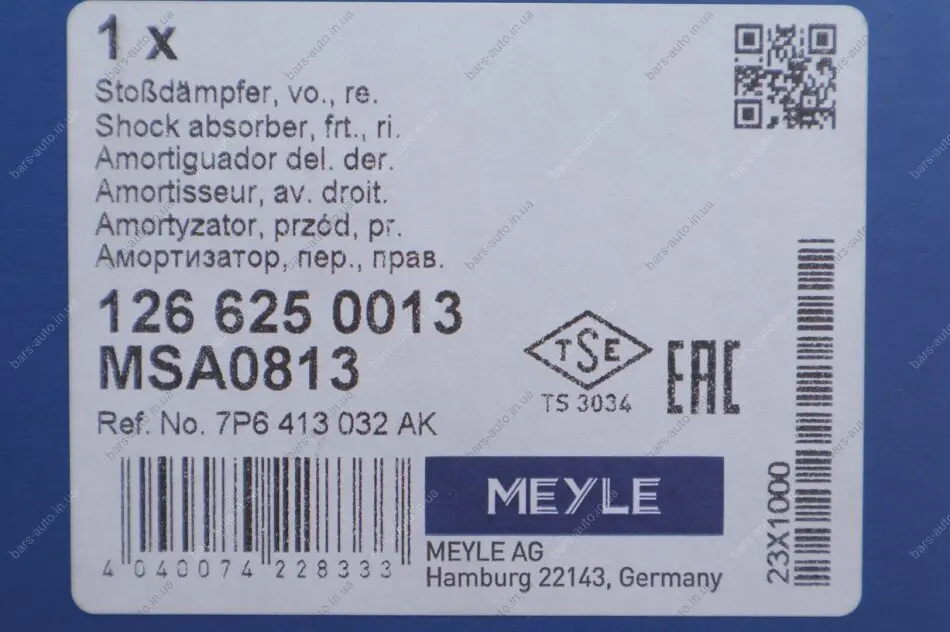 1 x
Stoßdämpfer, vo., re.
Shock absorber, frt., ri.
Amortiguador del. der.
Amortisseur, av. droit.
Amortyzator, przód, pr.
Амортизатор, пер., прав.
126 625 0013
MSA0813
Ref. No. 7P6 413 032 AK
TSE
TS 3034
EAC
4 040074 228333
MEYLE
MEYLE AG
Hamburg 22143, Germany
23X1000
bars-auto.in.ua